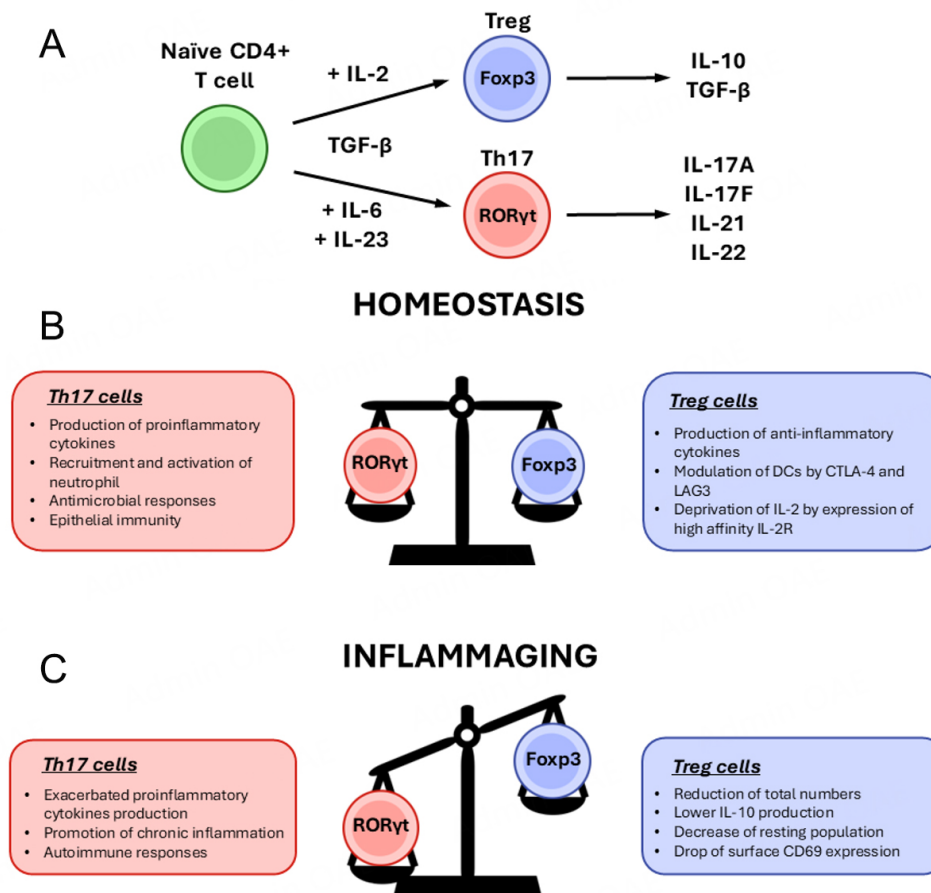 A
Naïve CD4+
T cell
+ IL-2
TGF-β
+ IL-6
+ IL-23
Treg
Foxp3
IL-10
TGF-β
Th17
RORγt
IL-17A
IL-17F
IL-21
IL-22
HOMEOSTASIS
B
Th17 cells
• Production of proinflammatory
cytokines
• Recruitment and activation of
neutrophil
• Antimicrobial responses
• Epithelial immunity
RORγt
Foxp3
Treg cells
• Production of anti-inflammatory
cytokines
• Modulation of DCs by CTLA-4 and
LAG3
• Deprivation of IL-2 by expression of
high affinity IL-2R
INFLAMMAGING
C
Th17 cells
• Exacerbated proinflammatory
cytokines production
• Promotion of chronic inflammation
• Autoimmune responses
RORγt
Foxp3
Treg cells
• Reduction of total numbers
• Lower IL-10 production
• Decrease of resting population
• Drop of surface CD69 expression